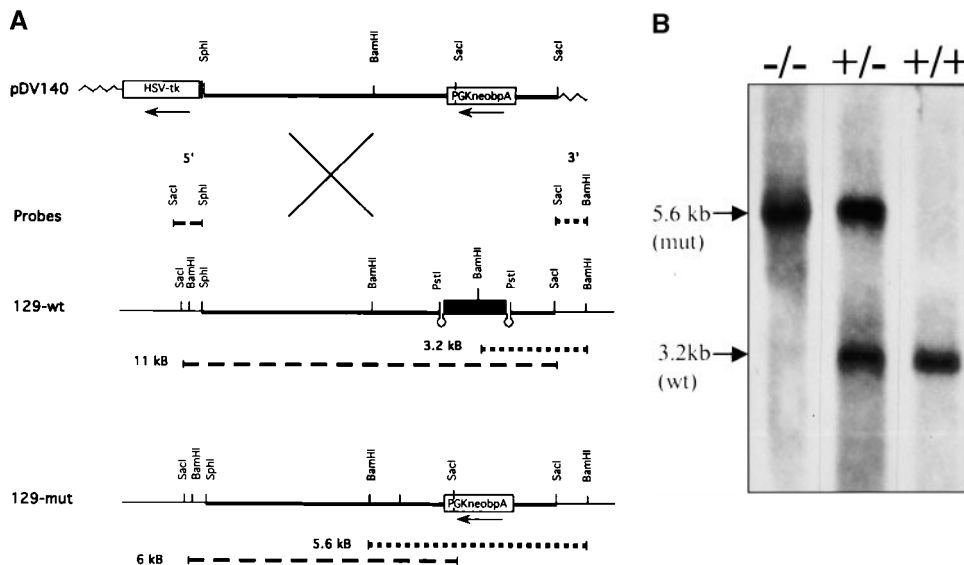 A
B
SphI
BamHI
SacI
SacI
pDV140
HSV-tk
PGKneobpA
5'
3'
SacI
SphI
SacI
BamHI
Probes
SacI
BamHI
SphI
BamHI
PstI
BamHI
PstI
SacI
BamHI
129-wt
3.2 kB
11 kB
SacI
BamHI
SphI
BamHI
SacI
SacI
BamHI
129-mut
PGKneobpA
5.6 kB
6 kB
-/- +/- +/+
5.6 kb
(mut)
3.2kb
(wt)